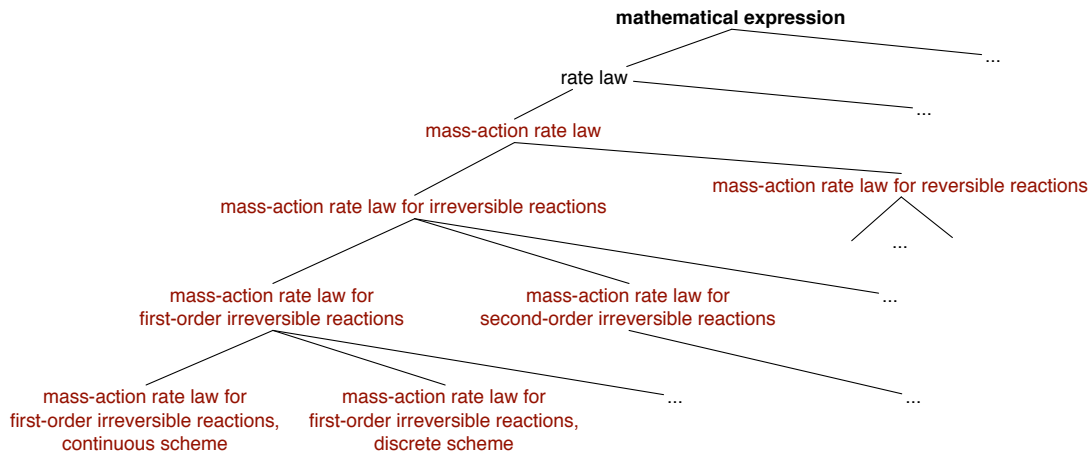 mathematical expression
...
rate law
...
mass-action rate law
mass-action rate law for reversible reactions
mass-action rate law for irreversible reactions
...
mass-action rate law for
first-order irreversible reactions
mass-action rate law for
second-order irreversible reactions
...
mass-action rate law for
first-order irreversible reactions,
continuous scheme
mass-action rate law for
first-order irreversible reactions,
discrete scheme
...
...